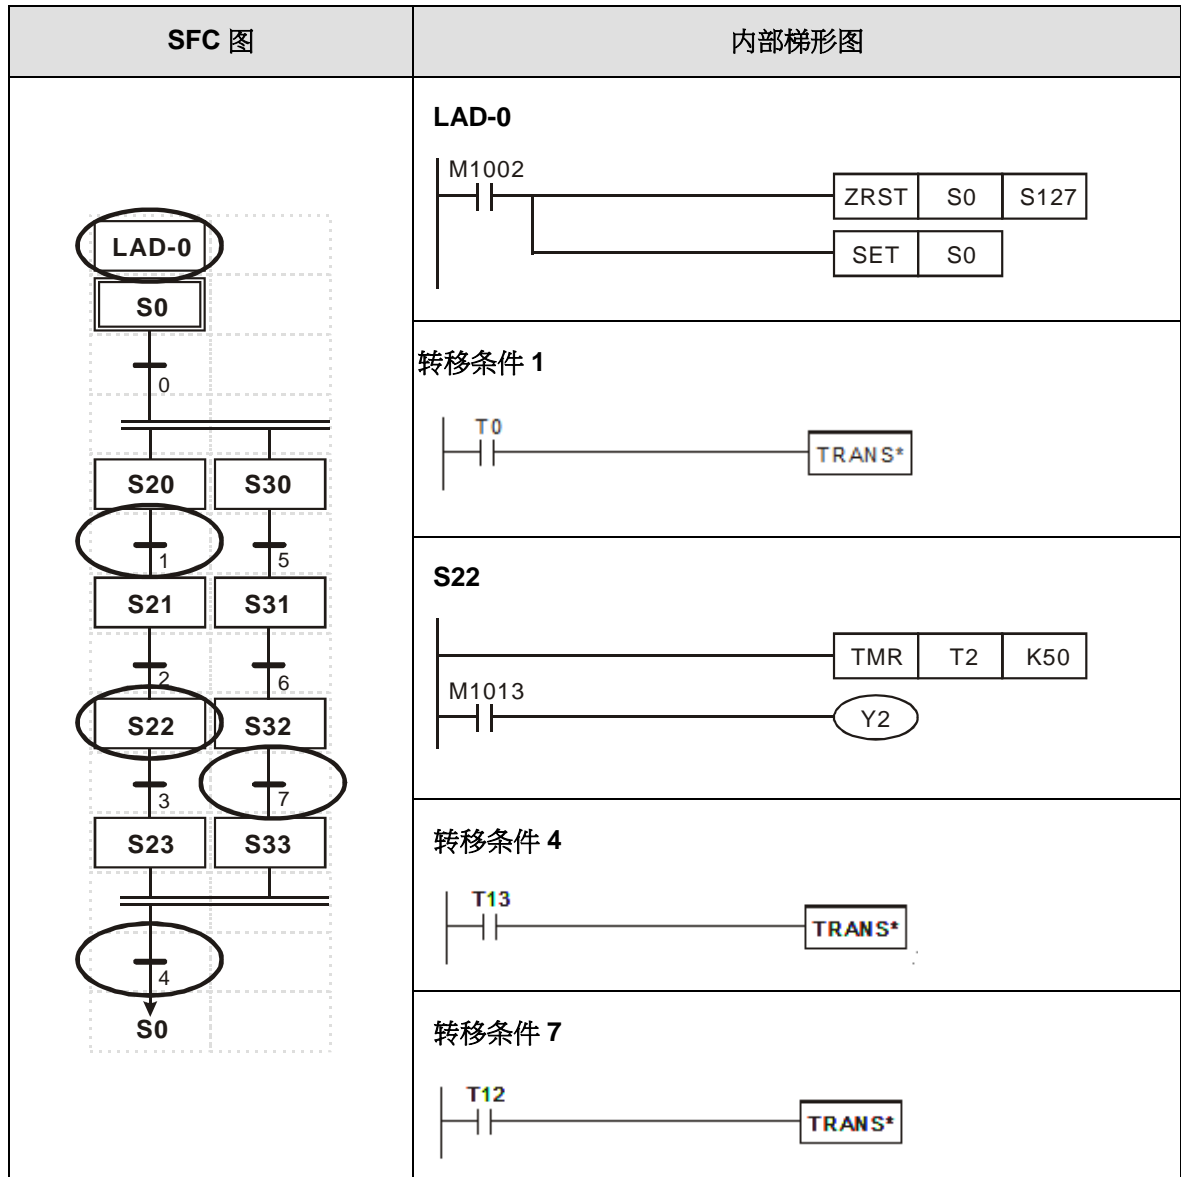 SFC 图
内部梯形图
LAD-0
S0
0
S20 S30
1 5
S21 S31
2 6
S22 S32
3 7
S23 S33
4
S0
LAD-0
M1002
ZRST S0 S127
SET S0
转移条件 1
T0
TRANS*
S22
TMR T2 K50
M1013
Y2
转移条件 4
T13
TRANS*
转移条件 7
T12
TRANS*